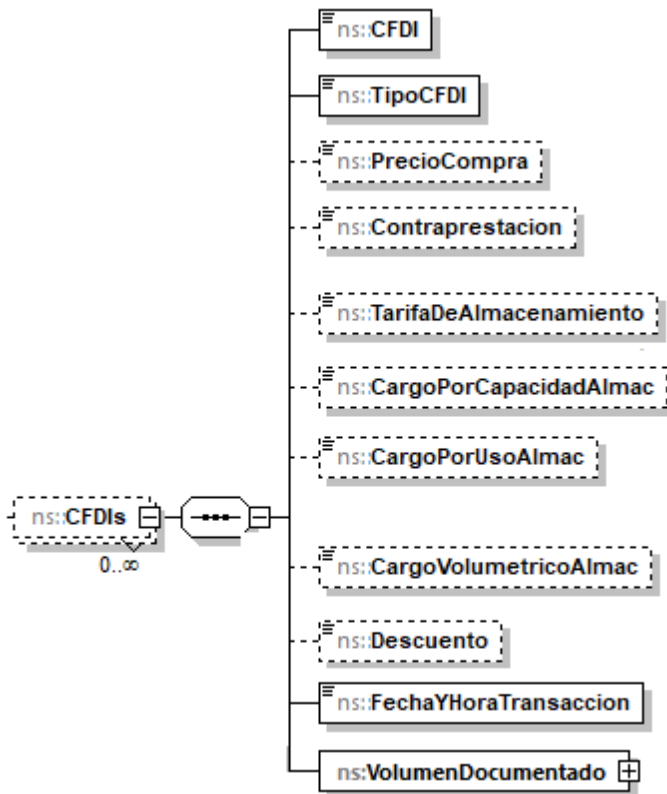 ns::CFDI
ns::TipoCFDI
ns::PrecioCompra
ns::Contraprestacion
ns::TarifaDeAlmacenamiento
ns::CargoPorCapacidadAlmac
ns::CargoPorUsoAlmac
ns::CFDIs
0..∞
ns::CargoVolumetricoAlmac
ns::Descuento
ns::FechaYHoraTransaccion
ns:VolumenDocumentado